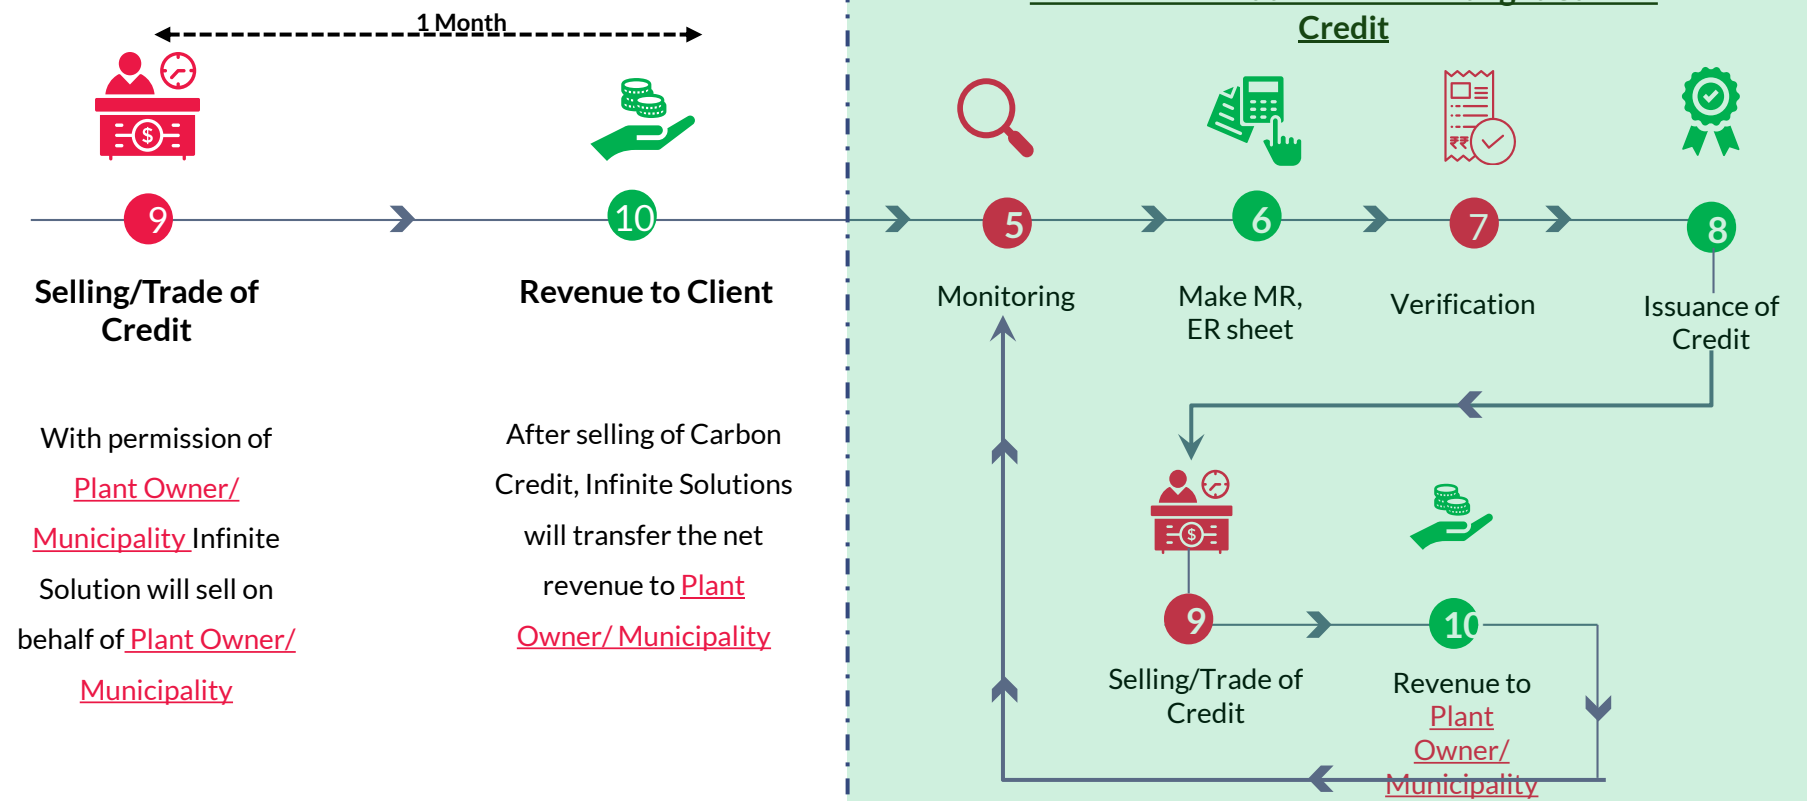 1 Month
9
10
Selling/Trade of
Credit
Revenue to Client
With permission of
Plant Owner/
Municipality Infinite
Solution will sell on
behalf of Plant Owner/
Municipality
After selling of Carbon
Credit, Infinite Solutions
will transfer the net
revenue to Plant
Owner/ Municipality
Credit
5
6
7
8
Monitoring
Make MR,
ER sheet
Verification
Issuance of
Credit
9
10
Selling/Trade of
Credit
Revenue to
Plant
Owner/
Municipality